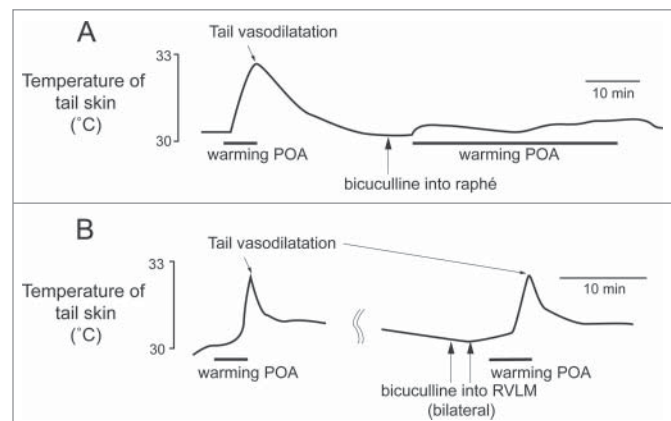 A
Tail vasodilatation
33
Temperature of
tail skin
(˚C)
30
10 min
warming POA
warming POA
bicuculline into raphé
B
Tail vasodilatation
33
Temperature of
tail skin
(˚C)
30
10 min
warming POA
warming POA
bicuculline into RVLM
(bilateral)